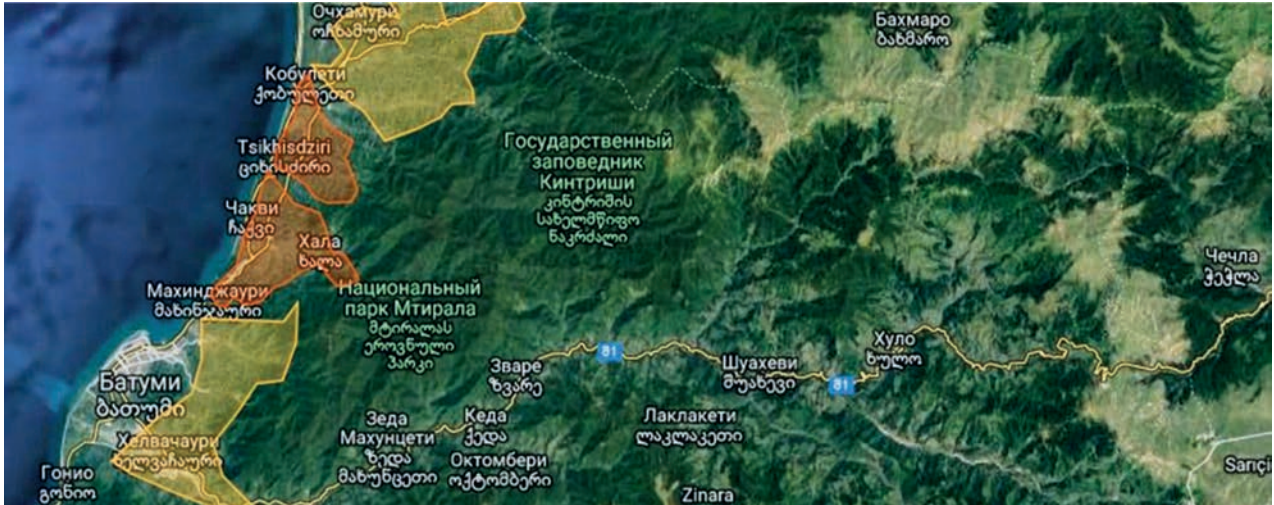 Очхамури
ოჩხამური
Бахмаро
ბახმარო
Кобулети
ქობულეთი
Tsikhisdziri
ციხისძირი
Государственный
заповедник
Кинтриши
კინტრიშის
სახელმწიფო
ნაკრძალი
Чакви
ჩაქვი
Хала
ხალა
Чечла
ჭეჭლა
Махинджаури
მახინჯაური
Национальный
парк Мтирала
მტირალას
ეროვნული
პარკი
Хуло
ხულო
Зваре
ზვარე
შ1
Шуахеви
შუახევი
შ1
Батуми
ბათუმი
Зеда
Махунцети
ზედა
მახუნცეთი
Кеда
ქედა
Лаклакети
ლაკლაკეთი
Хелвачаури
ხელვაჩაური
Октомбери
ოქტომბერი
Гонио
გონიო
Sarıçi
Zinara